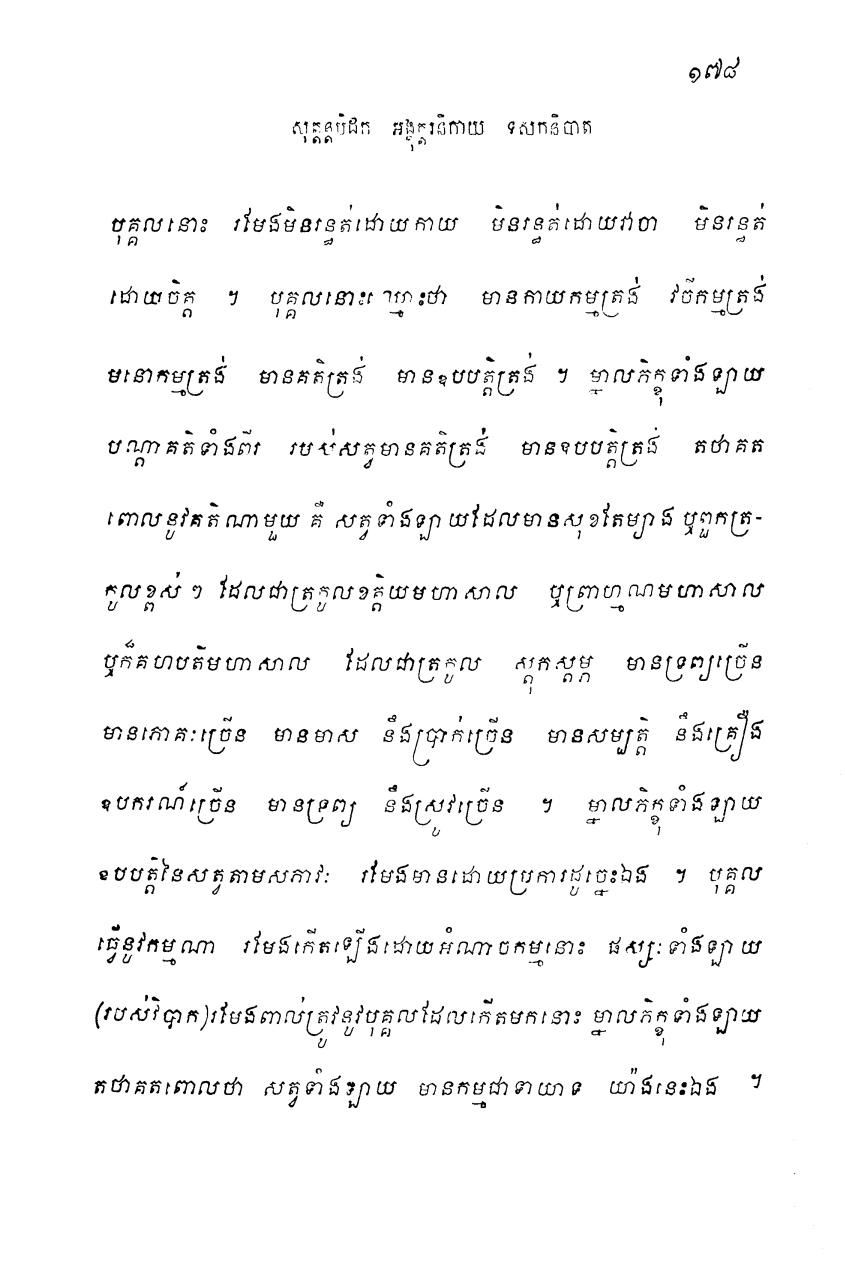 ១៧៨
សុត្តន្តបិដក អង្គុត្តរនិកាយ ទសកនិបាត
បុគ្គលនោះ រមែងមិនរន្ធត់ដោយកាយ មិនរន្ធត់ដោយវាចា មិនរន្ធត់
ដោយចិត្ត ។ បុគ្គលនោះឈ្មោះថា មានកាយកម្មត្រង់ វចីកម្មត្រង់
មនោកម្មត្រង់ មានគតិត្រង់ មានឧបបត្តិត្រង់ ។ ម្នាលភិក្ខុទាំងឡាយ
បណ្តាគតិទាំងពីរ របស់សត្វមានគតិត្រង់ មានឧបបត្តិត្រង់ តថាគត
ពោលនូវគតិណាមួយ គឺ សត្វទាំងឡាយដែលមានសុខតែម្យ៉ាង ឬពួកត្រ-
កូលខ្ពស់ៗ ដែលជាត្រកូលខត្តិយមហាសាល ឬព្រាហ្មណមហាសាល
ឬក៏គហបតិមហាសាល ដែលជាត្រកូល ស្តុកស្តម្ភ មានទ្រព្យច្រើន
មានភោគៈច្រើន មានមាស នឹងប្រាក់ច្រើន មានសម្បត្តិ នឹងគ្រឿង
ឧបករណ៍ច្រើន មានទ្រព្យ នឹងស្រូវច្រើន ។ ម្នាលភិក្ខុទាំងឡាយ
ឧបបត្តិនៃសត្វតាមសភាវៈ រមែងមានដោយប្រការដូច្នេះឯង ។ បុគ្គល
ធ្វើនូវកម្មណា រមែងកើតឡើងដោយអំណាចកម្មនោះ ផស្សៈទាំងឡាយ
(របស់វិបាក)រមែងពាល់ត្រូវនូវបុគ្គលដែលកើតមកនោះ ម្នាលភិក្ខុទាំងឡាយ
តថាគតពោលថា សត្វទាំងឡាយ មានកម្មជាទាយាទ យ៉ាងនេះឯង ។